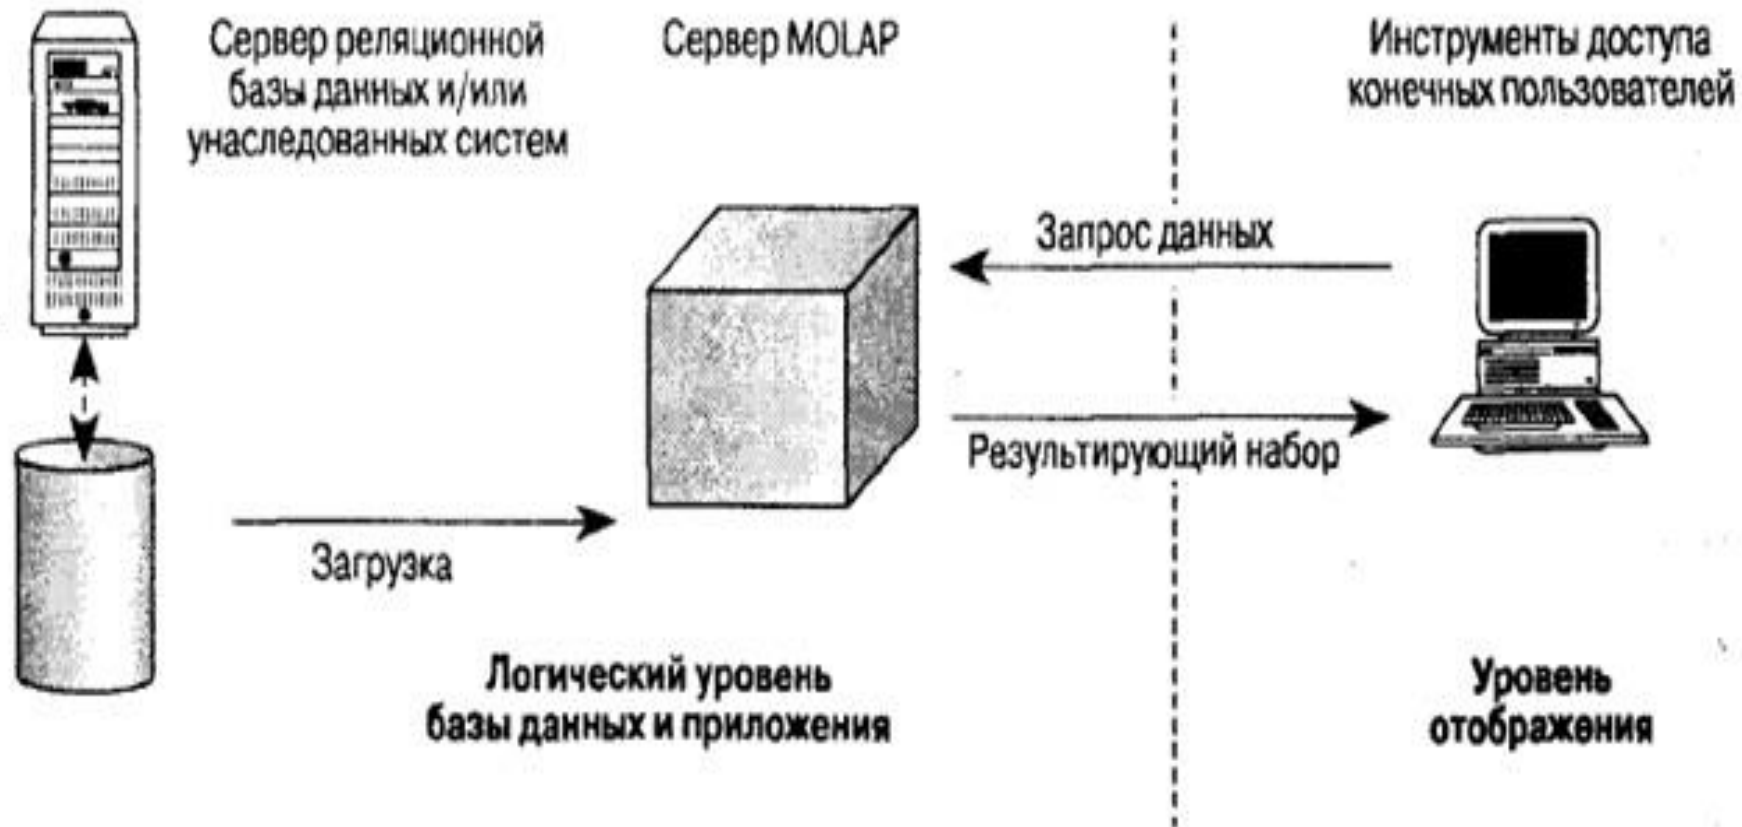 Сервер реляционной
базы данных и/или
унаследованных систем
Сервер MOLAP
Инструменты доступа
конечных пользователей
Запрос данных
Результирующий набор
Загрузка
Логический уровень
базы данных и приложения
Уровень
отображения